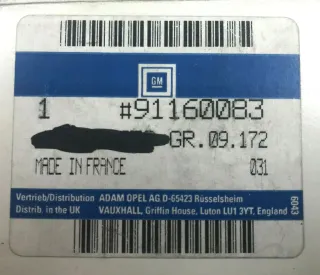 GM
1 #91160083
GR.09.172
MADE IN FRANCE 031
Vertrieb/Distribution ADAM OPEL AG D-65423 Rüsselsheim
Distrib. in the UK VAUXHALL, Griffin House, Luton LU1 3YT, England
6043